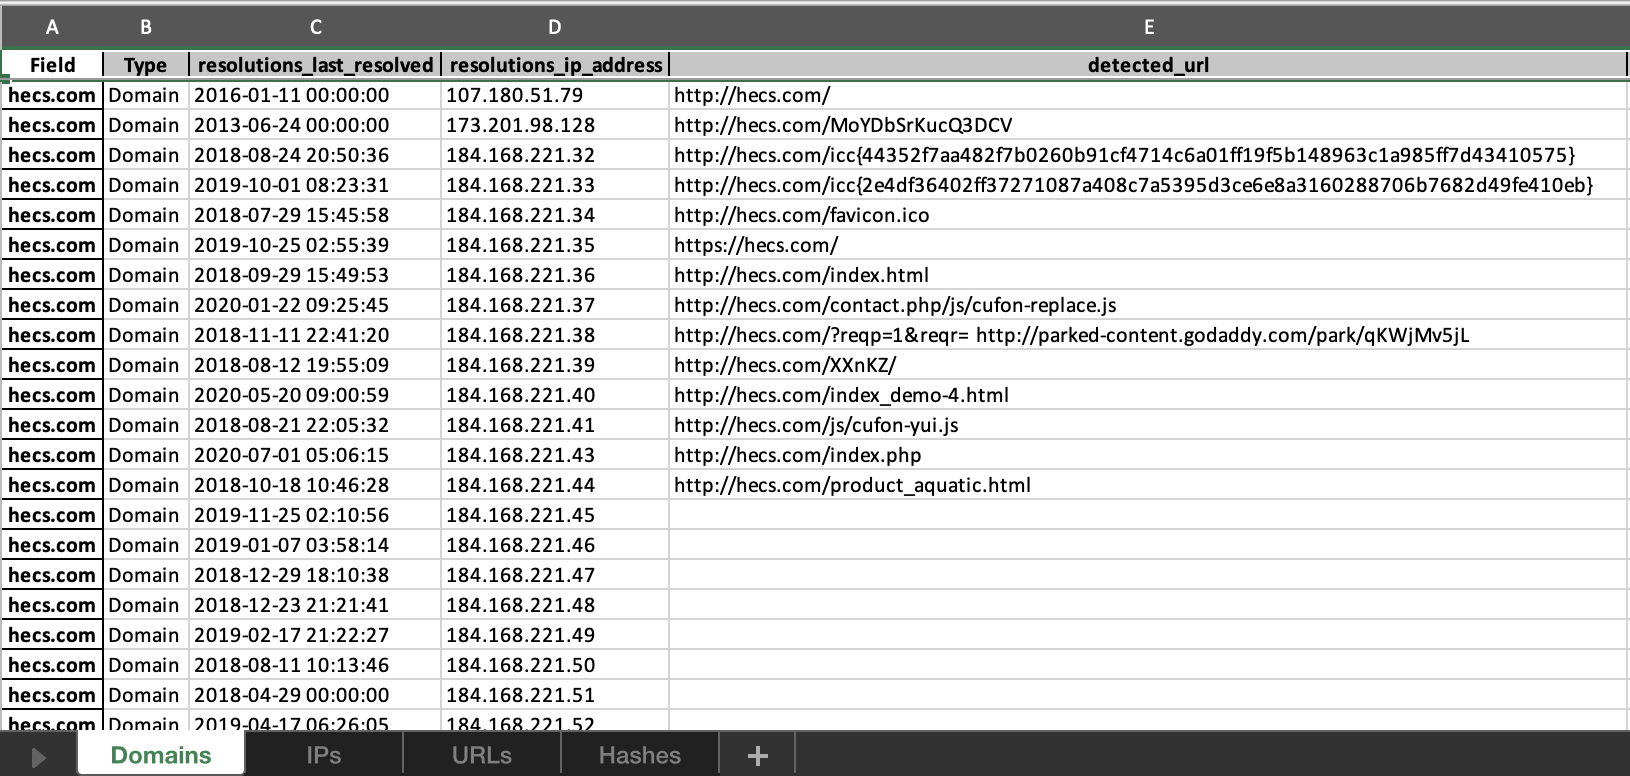 A B C D E
Field Type resolutions_last_resolved resolutions_ip_address detected_url
hecs.com Domain 2016-01-11 00:00:00 107.180.51.79 http://hecs.com/
hecs.com Domain 2013-06-24 00:00:00 173.201.98.128 http://hecs.com/MoYDbSrKucQ3DCV
hecs.com Domain 2018-08-24 20:50:36 184.168.221.32 http://hecs.com/icc{44352f7aa482f7b0260b91cf4714c6a01ff19f5b148963c1a985ff7d43410575}
hecs.com Domain 2019-10-01 08:23:31 184.168.221.33 http://hecs.com/icc{2e4df36402ff37271087a408c7a5395d3ce6e8a3160288706b7682d49fe410eb}
hecs.com Domain 2018-07-29 15:45:58 184.168.221.34 http://hecs.com/favicon.ico
hecs.com Domain 2019-10-25 02:55:39 184.168.221.35 https://hecs.com/
hecs.com Domain 2018-09-29 15:49:53 184.168.221.36 http://hecs.com/index.html
hecs.com Domain 2020-01-22 09:25:45 184.168.221.37 http://hecs.com/contact.php/js/cufon-replace.js
hecs.com Domain 2018-11-11 22:41:20 184.168.221.38 http://hecs.com/?reqp=1&reqr= http://parked-content.godaddy.com/park/qKWjMv5jL
hecs.com Domain 2018-08-12 19:55:09 184.168.221.39 http://hecs.com/XXnKZ/
hecs.com Domain 2020-05-20 09:00:59 184.168.221.40 http://hecs.com/index_demo-4.html
hecs.com Domain 2018-08-21 22:05:32 184.168.221.41 http://hecs.com/js/cufon-yui.js
hecs.com Domain 2020-07-01 05:06:15 184.168.221.43 http://hecs.com/index.php
hecs.com Domain 2018-10-18 10:46:28 184.168.221.44 http://hecs.com/product_aquatic.html
hecs.com Domain 2019-11-25 02:10:56 184.168.221.45
hecs.com Domain 2019-01-07 03:58:14 184.168.221.46
hecs.com Domain 2018-12-29 18:10:38 184.168.221.47
hecs.com Domain 2018-12-23 21:21:41 184.168.221.48
hecs.com Domain 2019-02-17 21:22:27 184.168.221.49
hecs.com Domain 2018-08-11 10:13:46 184.168.221.50
hecs.com Domain 2018-04-29 00:00:00 184.168.221.51
hecs.com Domain 2019-04-17 06:26:05 184.168.221.52
Domains IPs URLs Hashes +